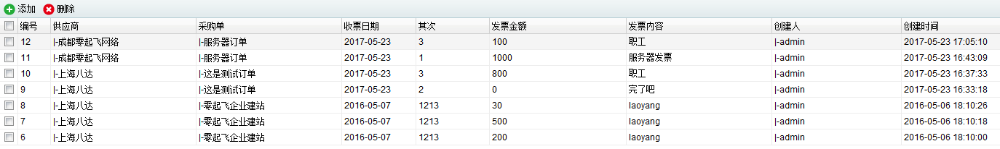 添加 删除
编号 供应商 采购单 收票日期 其次 发票金额 发票内容 创建人 创建时间
12 |-成都零起飞网络 |-服务器订单 2017-05-23 3 100 职工 |-admin 2017-05-23 17:05:10
11 |-成都零起飞网络 |-服务器订单 2017-05-23 1 1000 服务器发票 |-admin 2017-05-23 16:43:09
10 |-上海八达 |-这是测试订单 2017-05-23 3 800 职工 |-admin 2017-05-23 16:37:33
9 |-上海八达 |-这是测试订单 2017-05-23 2 0 完了吧 |-admin 2017-05-23 16:33:18
8 |-上海八达 |-零起飞企业建站 2016-05-07 1213 30 laoyang |-admin 2016-05-06 18:10:26
7 |-上海八达 |-零起飞企业建站 2016-05-07 1213 500 laoyang |-admin 2016-05-06 18:10:18
6 |-上海八达 |-零起飞企业建站 2016-05-07 1213 200 laoyang |-admin 2016-05-06 18:10:00